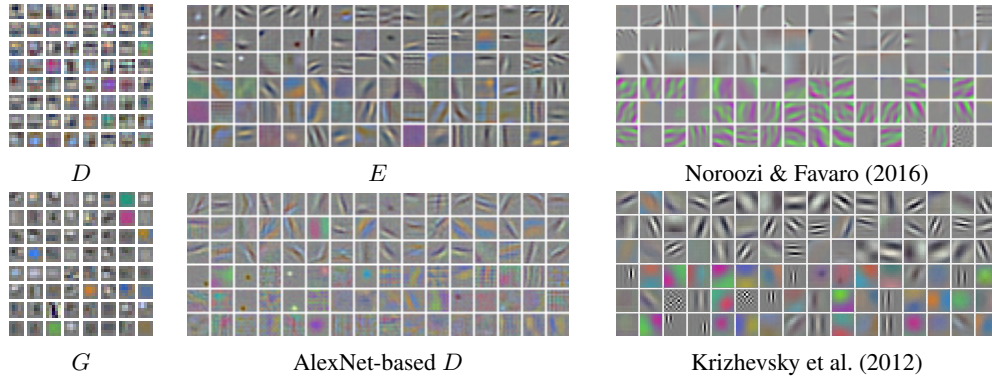 D
E
Noroozi & Favaro (2016)
G
AlexNet-based D
Krizhevsky et al. (2012)